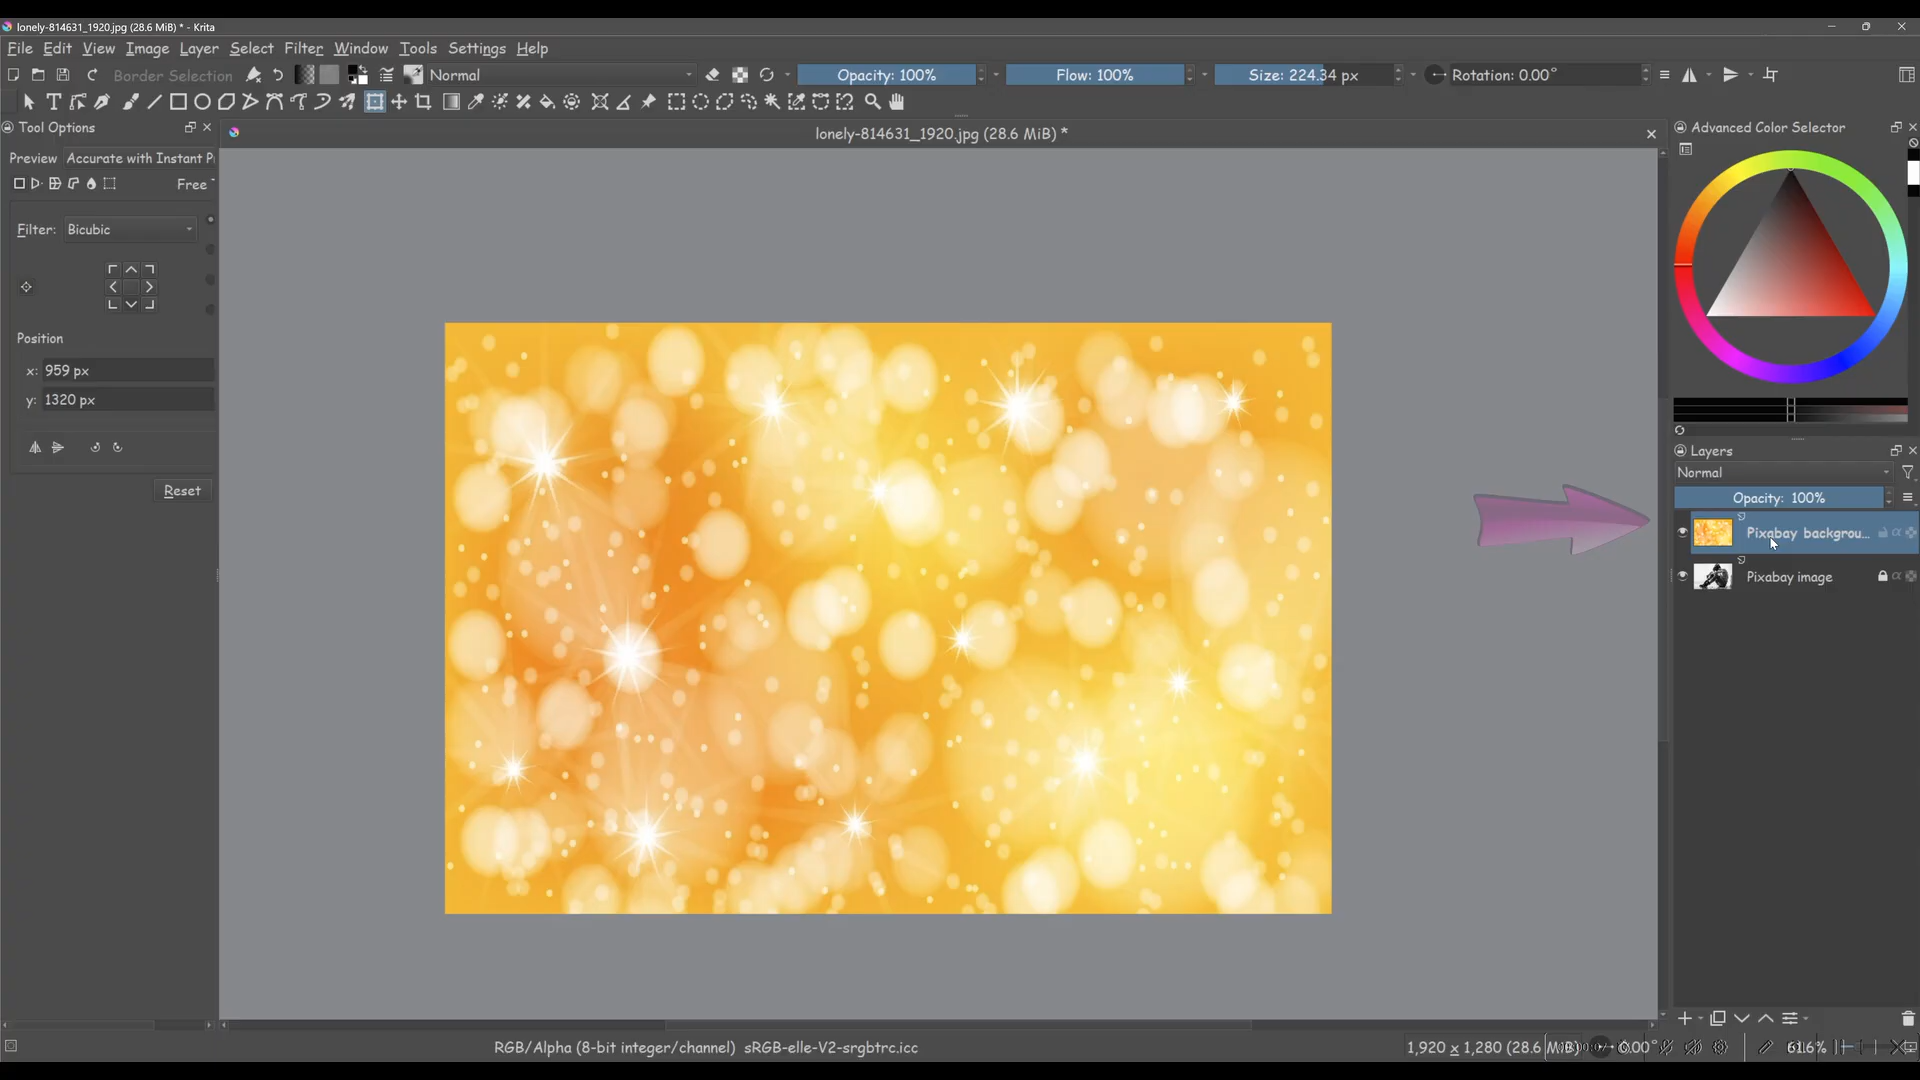 lonely-814631_1920.jpg (28.6 MiB) * - Krita
File Edit View Image Layer Select Filter Window Tools Settings Help
Border Selection Normal Opacity: 100% Flow: 100% Size: 224.34 px Rotation: 0.00°
Tool Options
lonely-814631_1920.jpg (28.6 MiB) *
Advanced Color Selector
Preview Accurate with Instant P
Free
Filter: Bicubic
Position
x: 959 px
y: 1320 px
Reset
Layers
Normal
Opacity: 100%
Pixabay backgrou...
Pixabay image
RGB/Alpha (8-bit integer/channel) sRGB-elle-V2-srgbtrc.icc
1,920 x 1,280 (28.6 MiB) 0.00° 61.6%